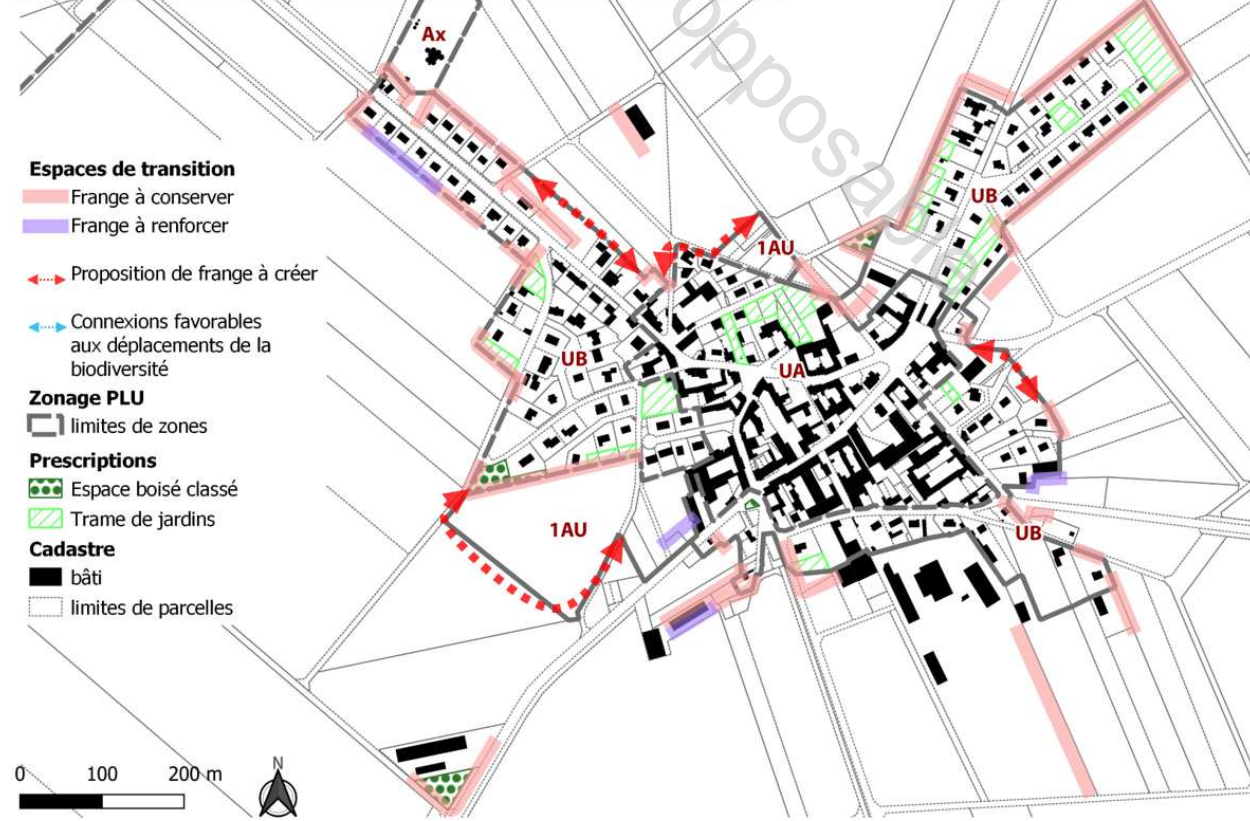 Ax
opposable
Espaces de transition
Frange à conserver
Frange à renforcer
Proposition de frange à créer
Connexions favorables
aux déplacements de la
biodiversité
Zonage PLU
limites de zones
Prescriptions
Espace boisé classé
Trame de jardins
Cadastre
bâti
limites de parcelles
UB
1AU
UB
UA
1AU
UB
0 100 200 m
N